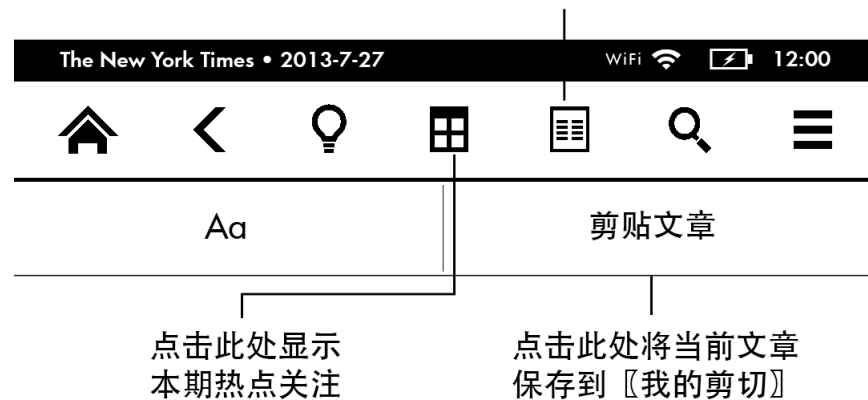 The New York Times • 2013-7-27 WiFi 12:00
Aa 剪贴文章
点击此处显示
本期热点关注
点击此处将当前文章
保存到〖我的剪切〗